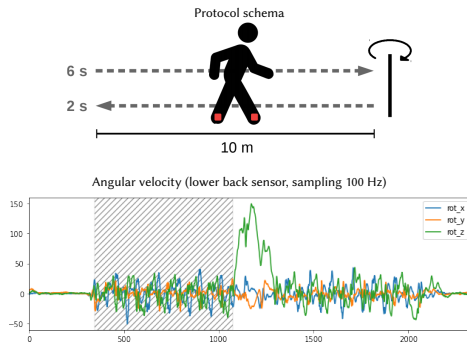 Protocol schema
6 s
2 s
10 m
Angular velocity (lower back sensor, sampling 100 Hz)
150
100
50
0
−50
rot_x
rot_y
rot_z
0
500
1000
1500
2000